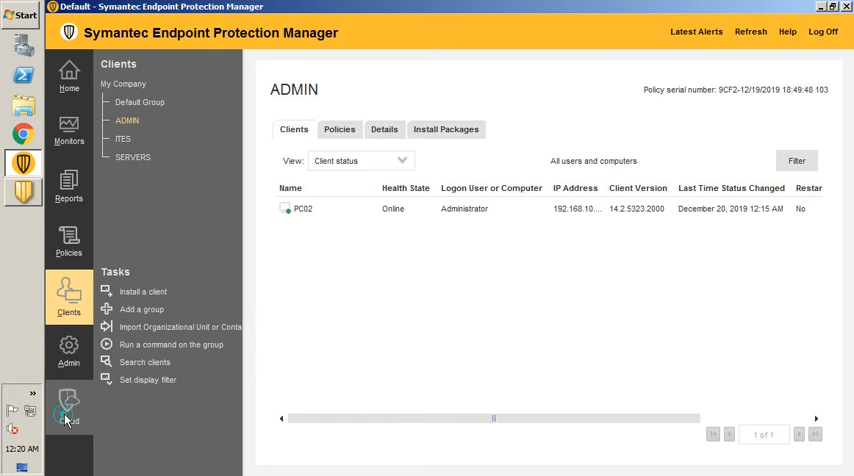 Start
Default - Symantec Endpoint Protection Manager
Symantec Endpoint Protection Manager
Latest Alerts
Refresh
Help
Log Off
Home
Monitors
Reports
Policies
Clients
Admin
Cloud
Clients
My Company
Default Group
ADMIN
ITES
SERVERS
Tasks
Install a client
Add a group
Import Organizational Unit or Conta
Run a command on the group
Search clients
Set display filter
ADMIN
Policy serial number: 9CF2-12/19/2019 18:49:48 103
Clients
Policies
Details
Install Packages
View: Client status
All users and computers
Filter
Name Health State Logon User or Computer IP Address Client Version Last Time Status Changed Restar
PC02 Online Administrator 192.168.10.... 14.2.5323.2000 December 20, 2019 12:15 AM No
1 of 1
12:20 AM